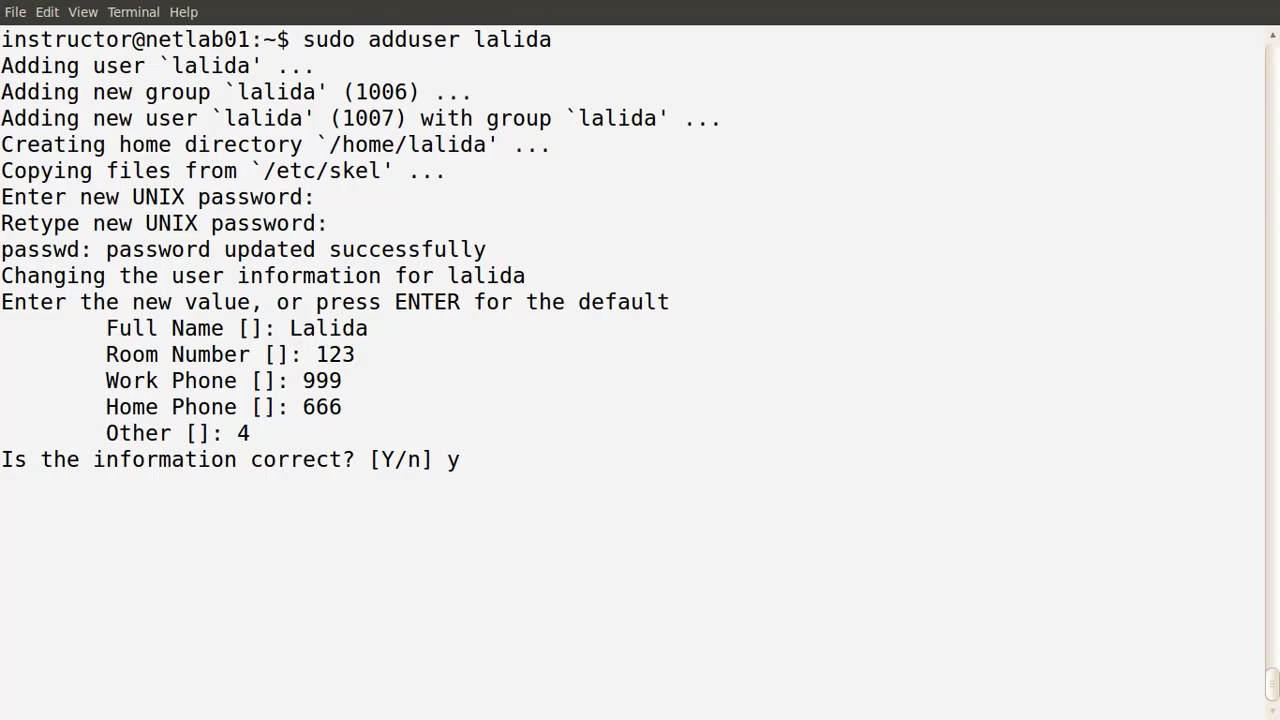 File Edit View Terminal Help
instructor@netlab01:~$ sudo adduser lalida
Adding user `lalida' ...
Adding new group `lalida' (1006) ...
Adding new user `lalida' (1007) with group `lalida' ...
Creating home directory `/home/lalida' ...
Copying files from `/etc/skel' ...
Enter new UNIX password:
Retype new UNIX password:
passwd: password updated successfully
Changing the user information for lalida
Enter the new value, or press ENTER for the default
        Full Name []: Lalida
        Room Number []: 123
        Work Phone []: 999
        Home Phone []: 666
        Other []: 4
Is the information correct? [Y/n] y